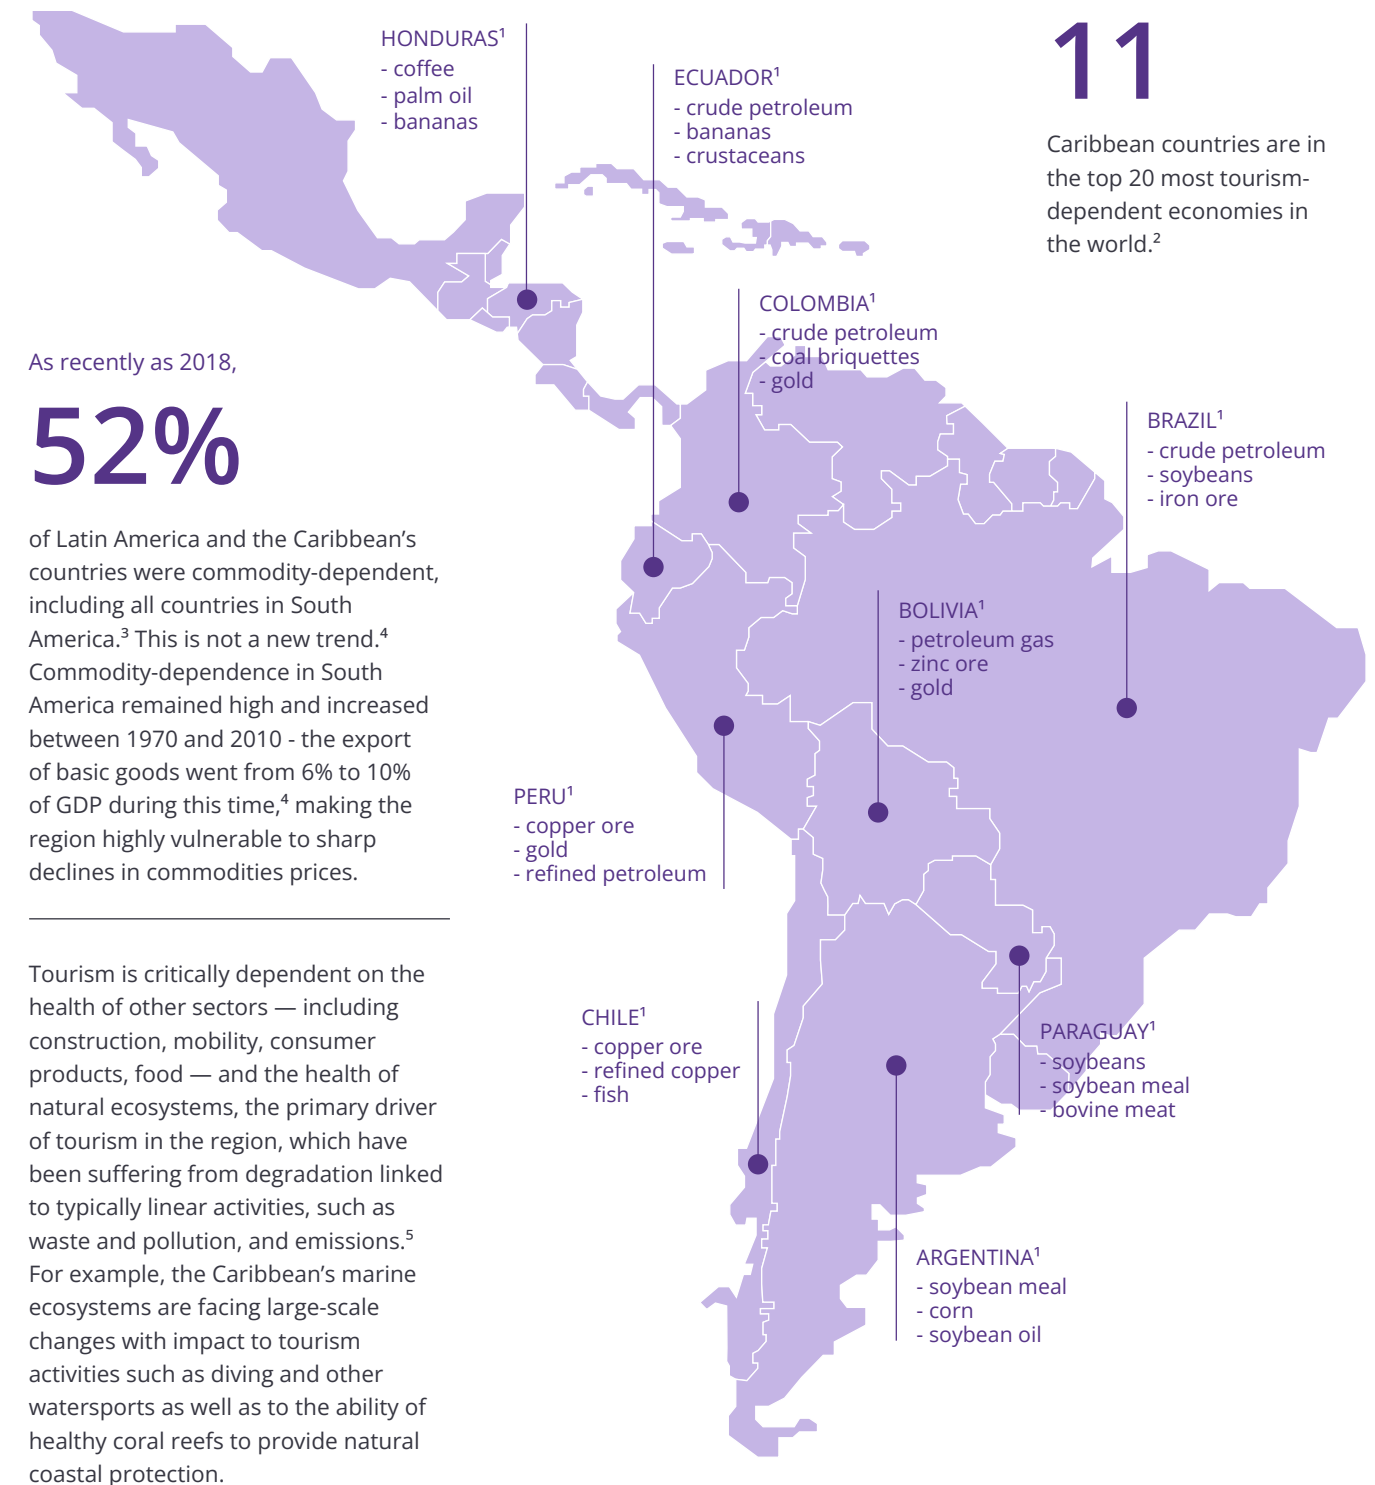 HONDURAS¹
- coffee
- palm oil
- bananas
ECUADOR¹
- crude petroleum
- bananas
- crustaceans
11
Caribbean countries are in
the top 20 most tourism-
dependent economies in
the world.²
COLOMBIA¹
- crude petroleum
- coal briquettes
- gold
BRAZIL¹
- crude petroleum
- soybeans
- iron ore
As recently as 2018,
52%
of Latin America and the Caribbean’s
countries were commodity-dependent,
including all countries in South
America.³ This is not a new trend.⁴
Commodity-dependence in South
America remained high and increased
between 1970 and 2010 - the export
of basic goods went from 6% to 10%
of GDP during this time,⁴ making the
region highly vulnerable to sharp
declines in commodities prices.
BOLIVIA¹
- petroleum gas
- zinc ore
- gold
PERU¹
- copper ore
- gold
- refined petroleum
Tourism is critically dependent on the
health of other sectors — including
construction, mobility, consumer
products, food — and the health of
natural ecosystems, the primary driver
of tourism in the region, which have
been suffering from degradation linked
to typically linear activities, such as
waste and pollution, and emissions.⁵
For example, the Caribbean’s marine
ecosystems are facing large-scale
changes with impact to tourism
activities such as diving and other
watersports as well as to the ability of
healthy coral reefs to provide natural
coastal protection.
CHILE¹
- copper ore
- refined copper
- fish
PARAGUAY¹
- soybeans
- soybean meal
- bovine meat
ARGENTINA¹
- soybean meal
- corn
- soybean oil